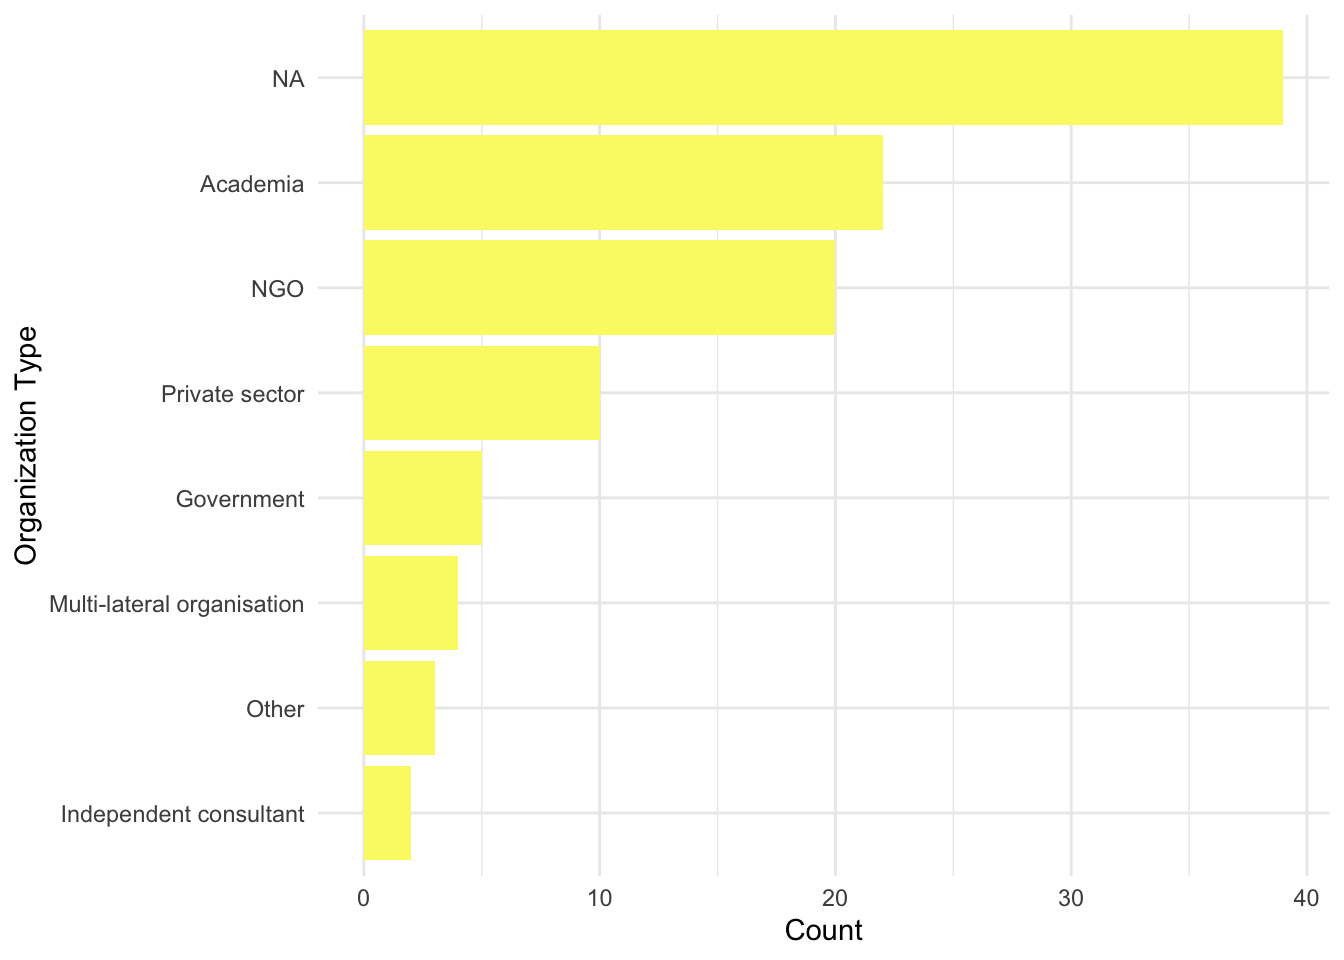 NA
Academia
NGO
Private sector
Government
Multi-lateral organisation
Other
Independent consultant
Organization Type
0 10 20 30 40
Count